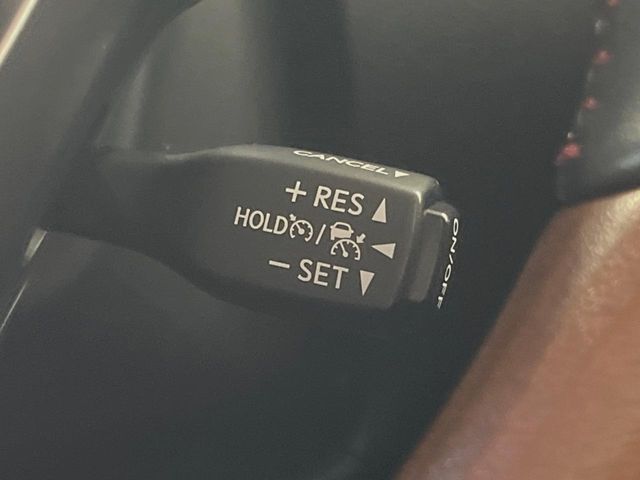 CANCEL
+ RES
HOLD /
- SET
ON/OFF